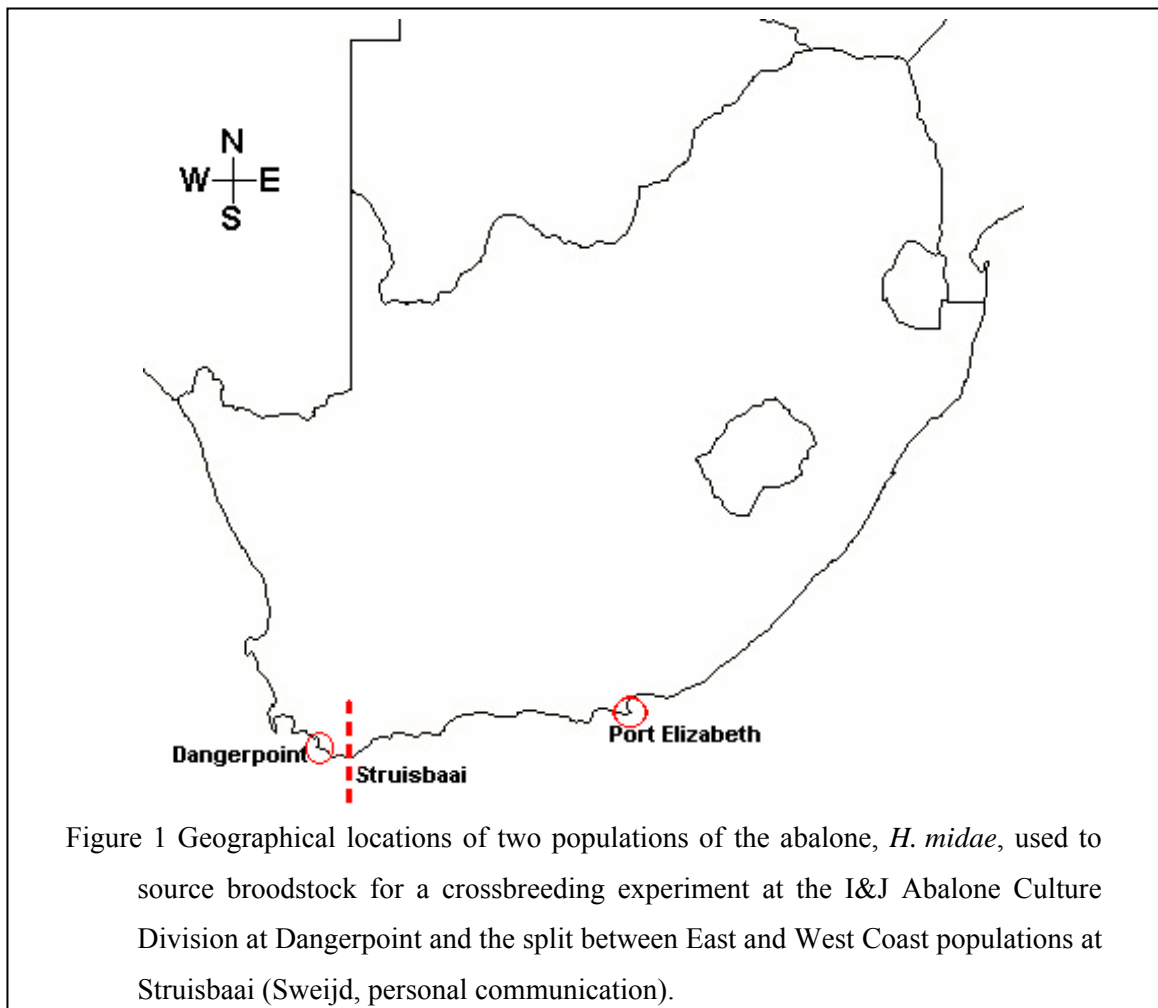 N
W E
S
Port Elizabeth
Dangerpoint
Struisbaai
Figure 1 Geographical locations of two populations of the abalone, H. midae, used to
source broodstock for a crossbreeding experiment at the I&J Abalone Culture
Division at Dangerpoint and the split between East and West Coast populations at
Struisbaai (Sweijd, personal communication).